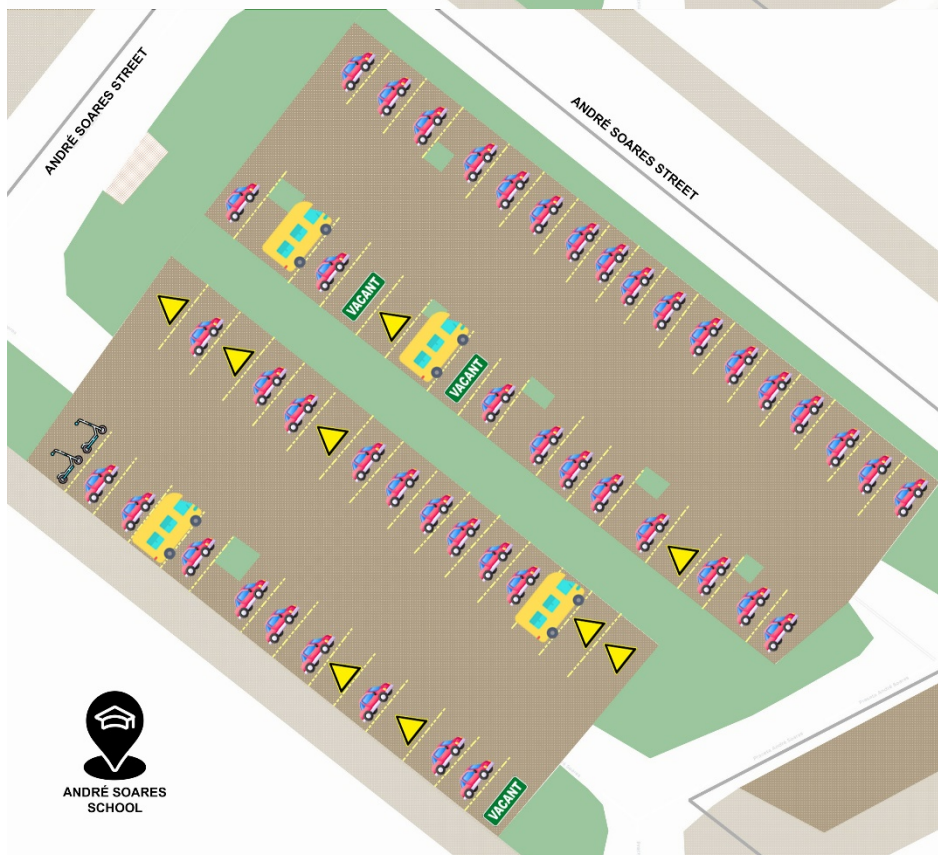 ANDRÉ SOARES STREET
ANDRÉ SOARES STREET
VACANT
VACANT
VACANT
ANDRÉ SOARES
SCHOOL